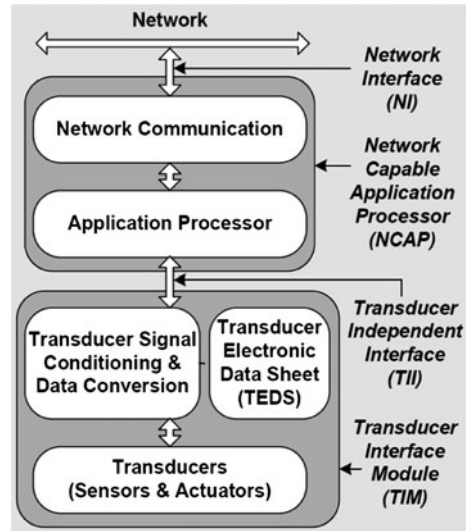 Network
Network
Interface
(NI)
Network Communication
Network
Capable
Application
Processor
(NCAP)
Application Processor
Transducer Signal
Conditioning &
Data Conversion
Transducer
Electronic
Data Sheet
(TEDS)
Transducer
Independent
Interface
(TII)
Transducers
(Sensors & Actuators)
Transducer
Interface
Module
(TIM)